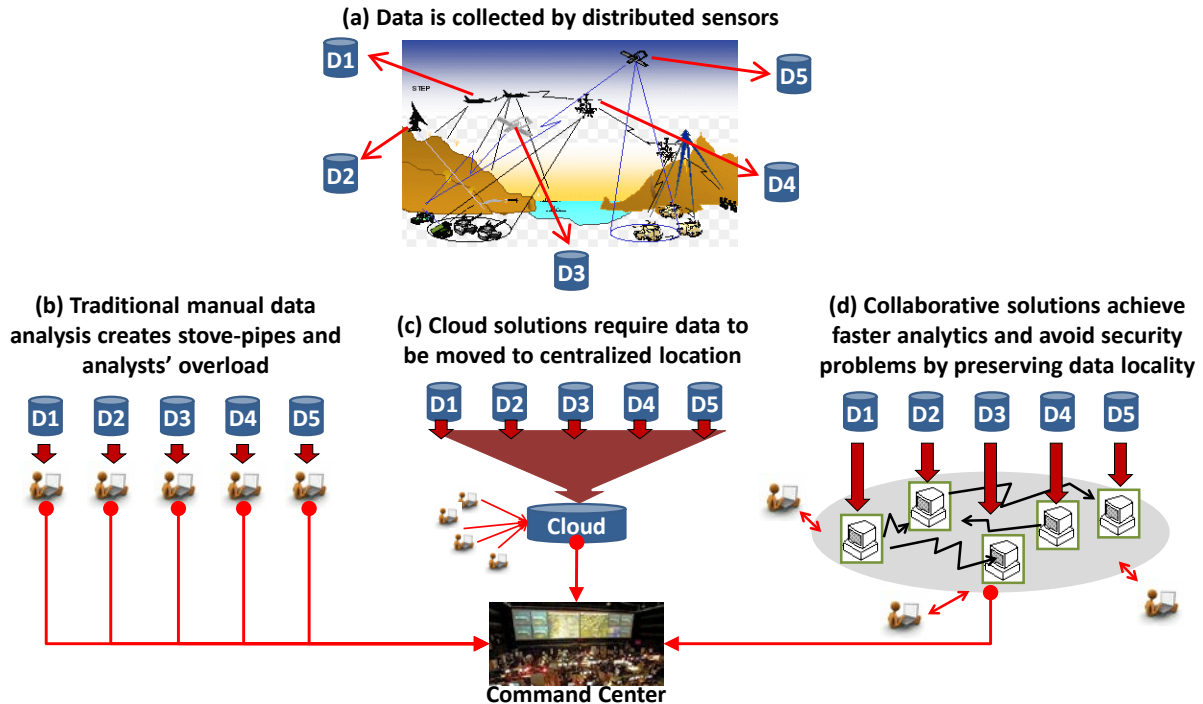 (a) Data is collected by distributed sensors
D1
D5
STEP
D2
D4
D3
(b) Traditional manual data
analysis creates stove-pipes and
analysts' overload
D1 D2 D3 D4 D5
(c) Cloud solutions require data to
be moved to centralized location
D1 D2 D3 D4 D5
Cloud
(d) Collaborative solutions achieve
faster analytics and avoid security
problems by preserving data locality
D1 D2 D3 D4 D5
Command Center